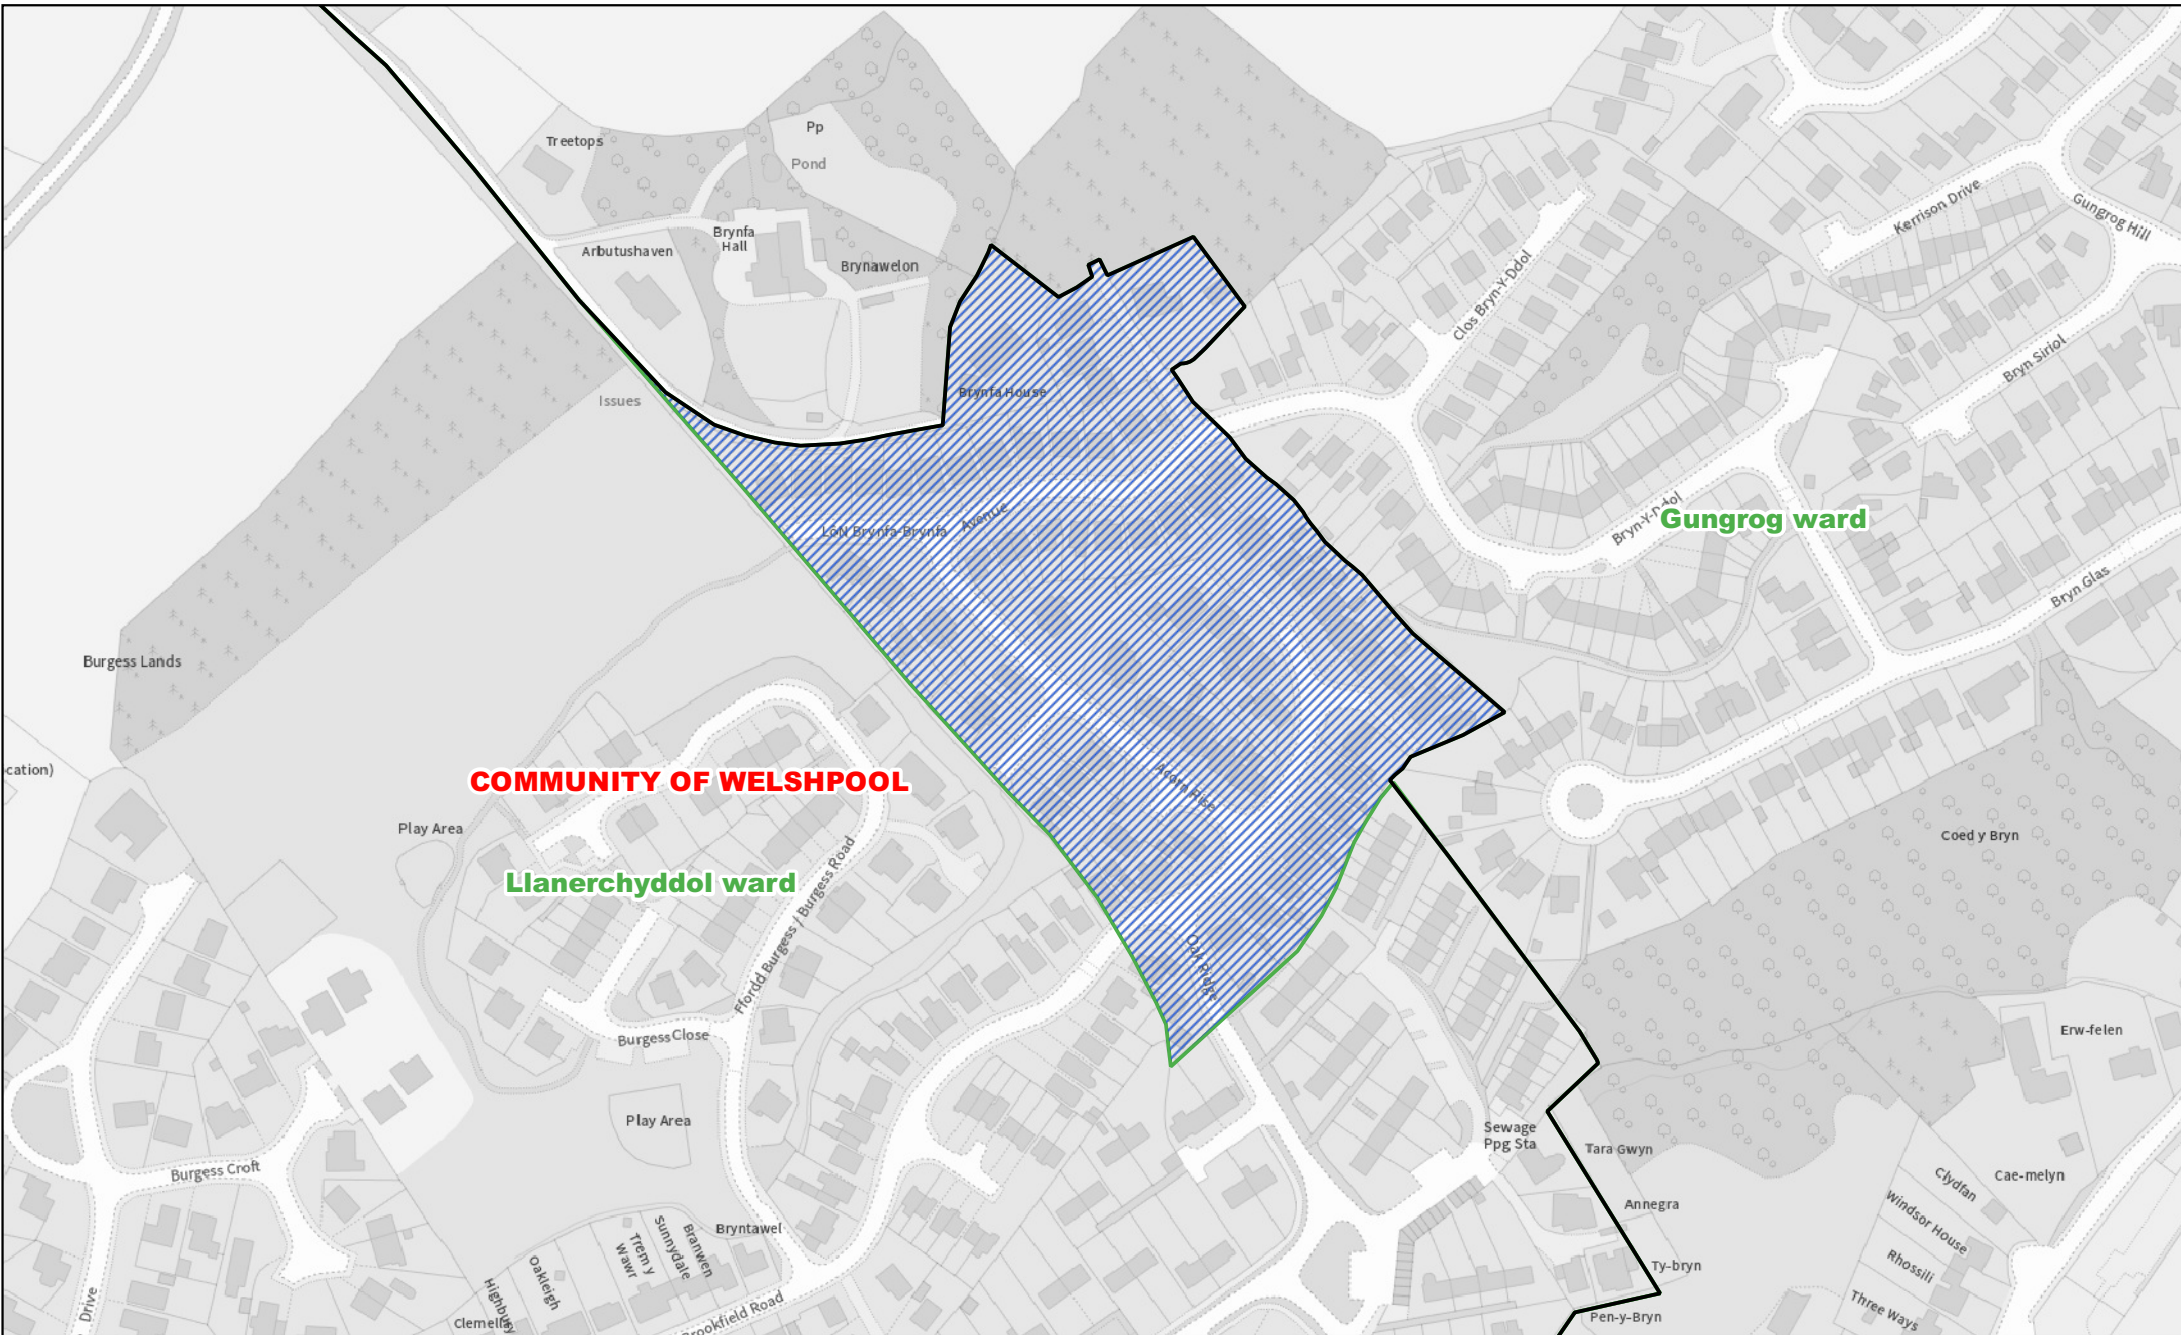 Treetops
Pp
Pond
Kerrison Drive
Gungrog Hill
Brynfa
Hall
Arbutushaven
Brynawelon
Clos Bryn-Y-Ddol
Bryn Siriol
Brynfa House
Issues
Avenue
LôN Brynfa-Brynfa
Bryn-Y-Ddol
Gungrog ward
Bryn Glas
Burgess Lands
cation)
COMMUNITY OF WELSHPOOL
Acorn Rise
Play Area
Coed y Bryn
Llanerchyddol ward
Ffordd Burgess / Burgess Road
Oak Ridge
Burgess Close
Erw-felen
Play Area
Sewage
Ppg Sta
Tara Gwyn
Burgess Croft
Cae-melyn
Clydfan
Annegra
Windsor House
Bryntawel
Branwen
Sunnydale
Trem y
Wawr
Oakleigh
Highbury
Ty-bryn
Rhossili
Drive
Three Ways
Clemells
Brookfield Road
Pen-y-Bryn